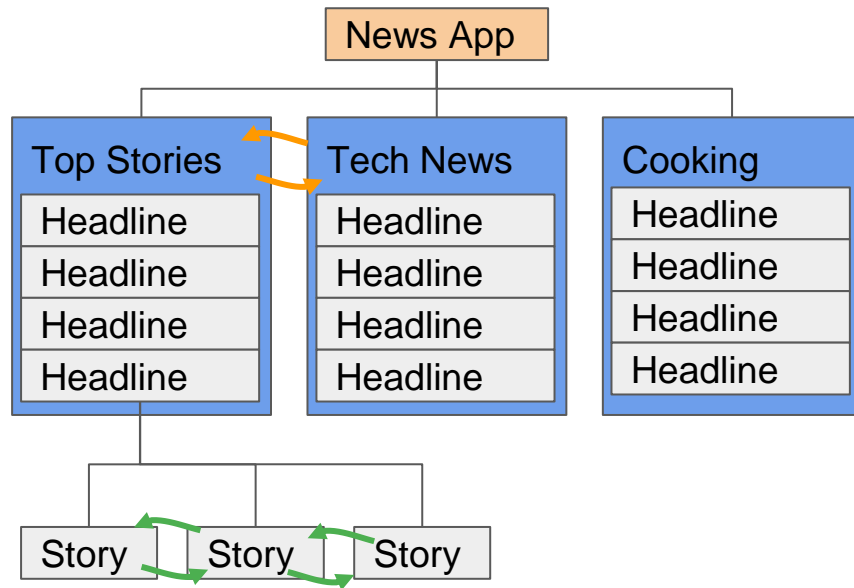 News App
Top Stories
Headline
Headline
Headline
Headline
Tech News
Headline
Headline
Headline
Headline
Cooking
Headline
Headline
Headline
Headline
Story
Story
Story